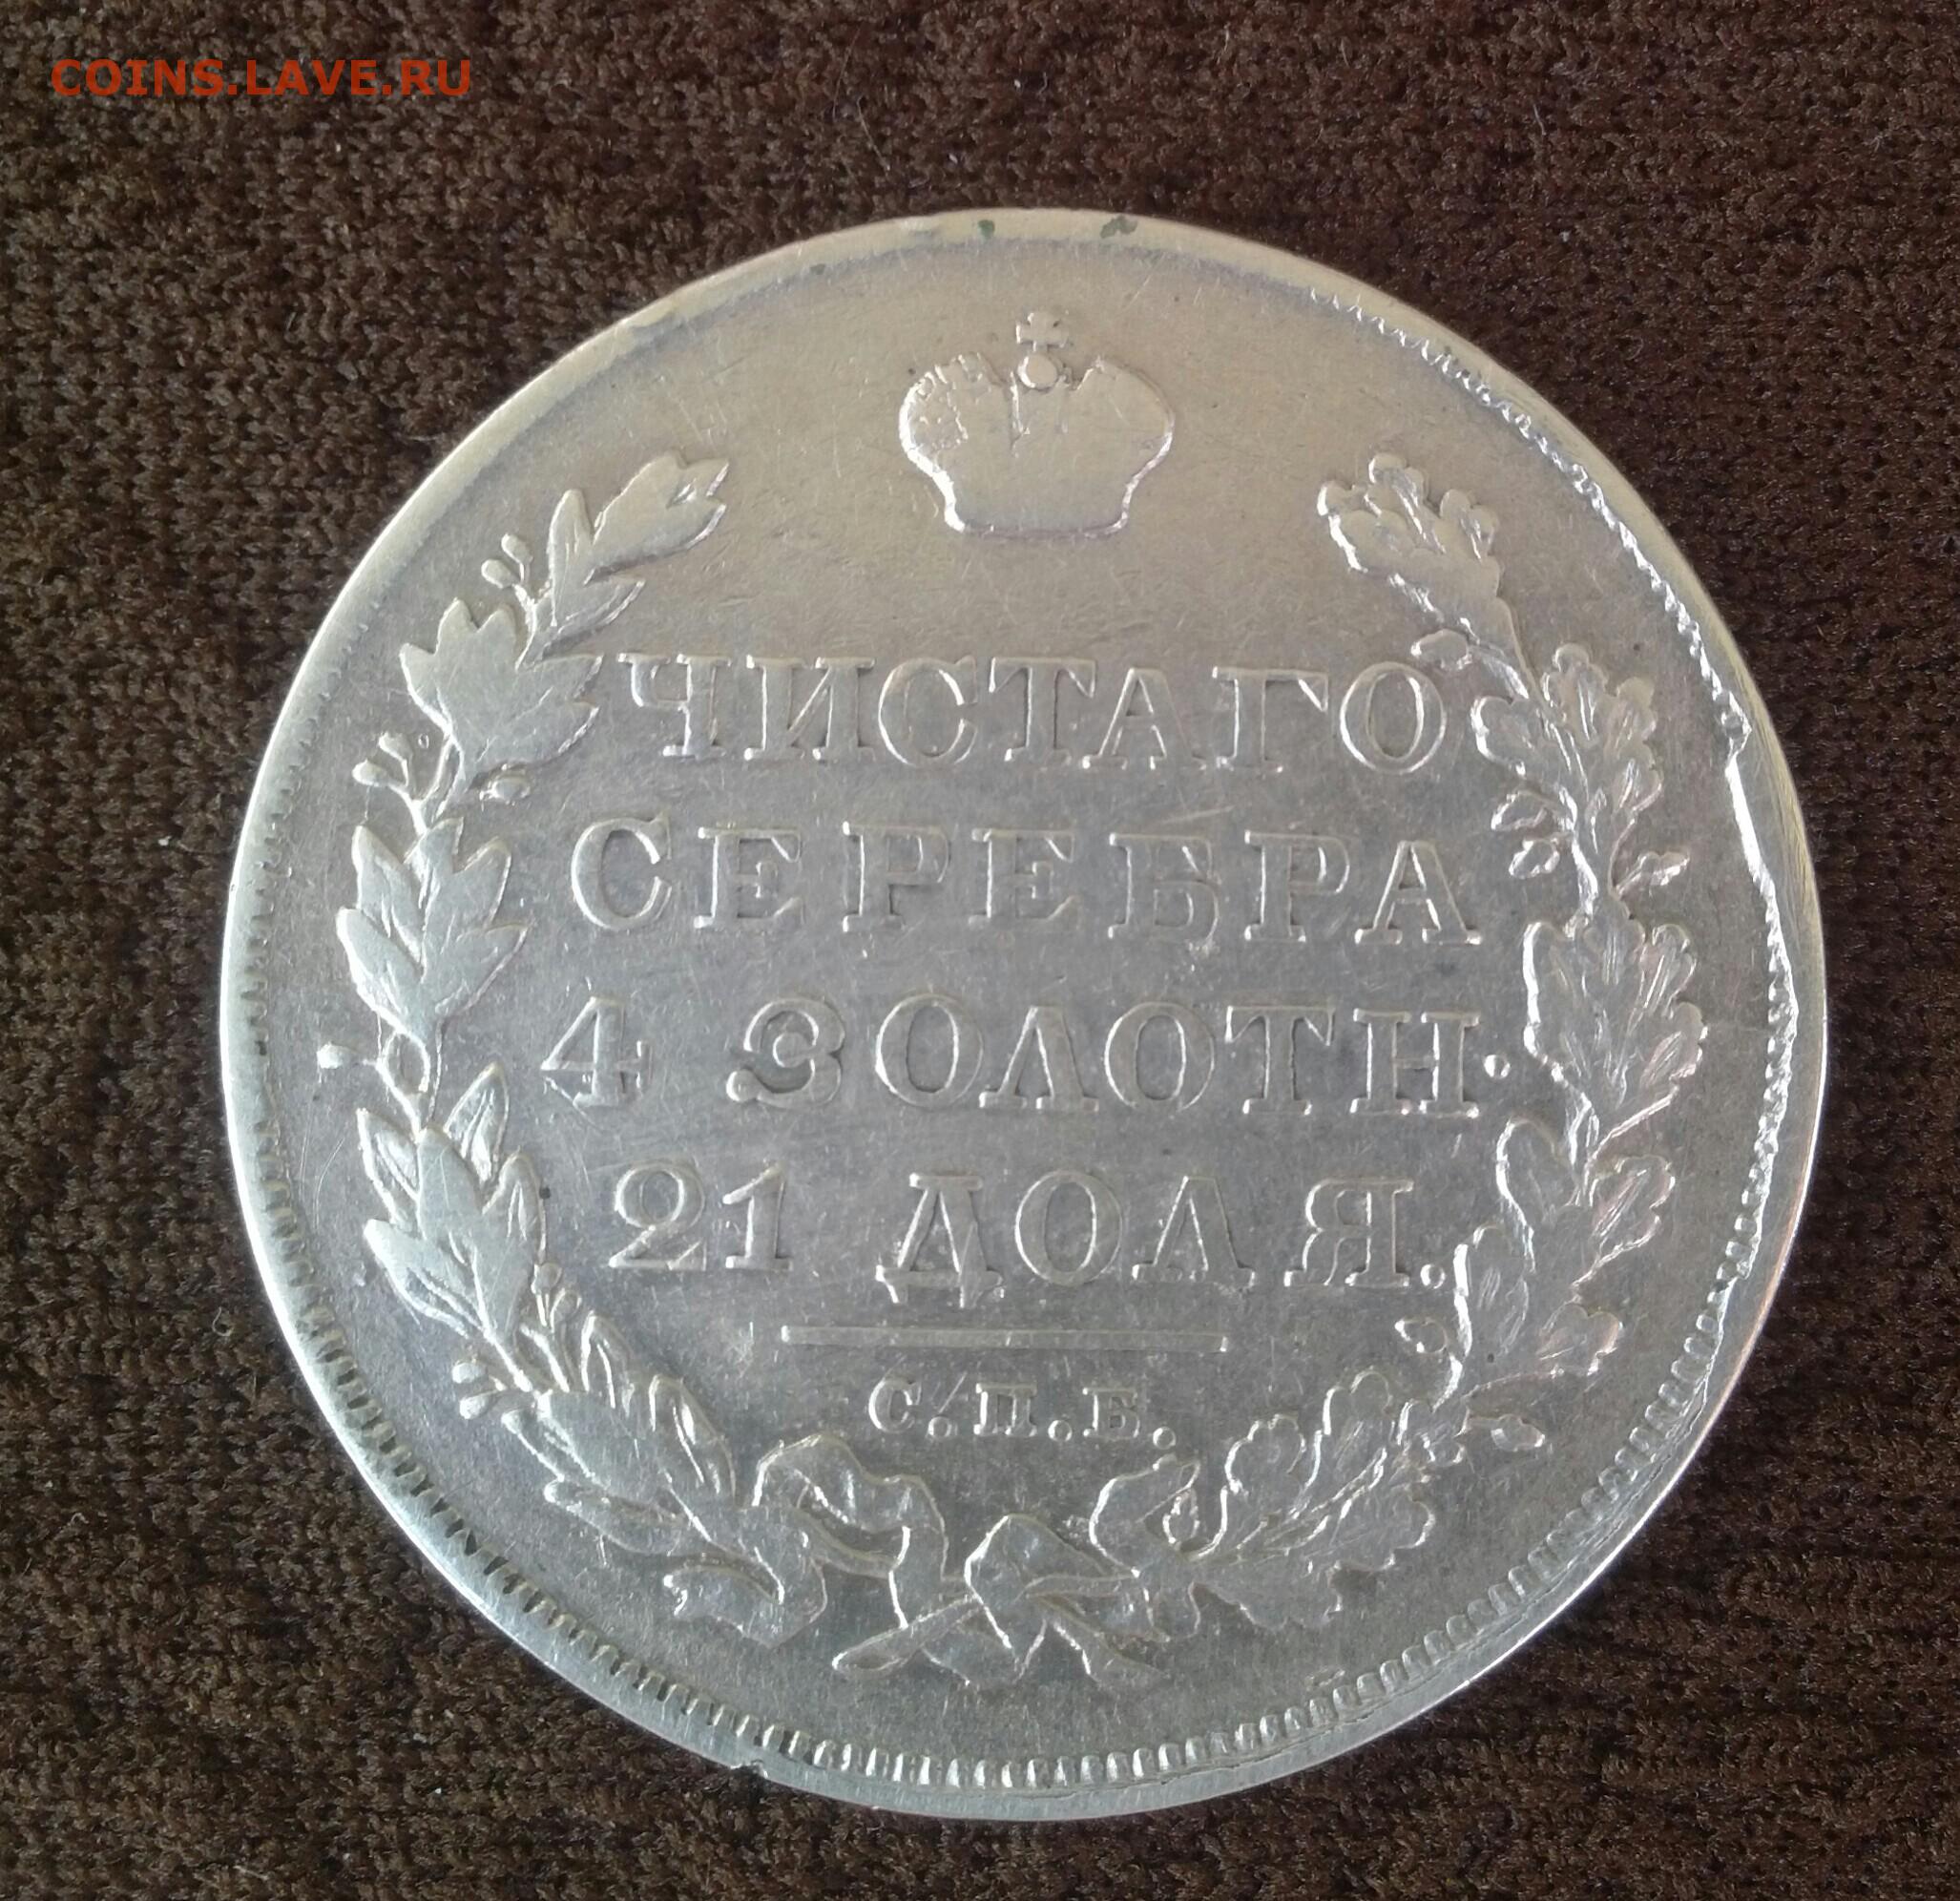 COINS.LAVE.RU
ЧИСТАГО
СЕРЕБРА
4 ЗОЛОТН.
21 ДОЛЯ.
С.П.Б.